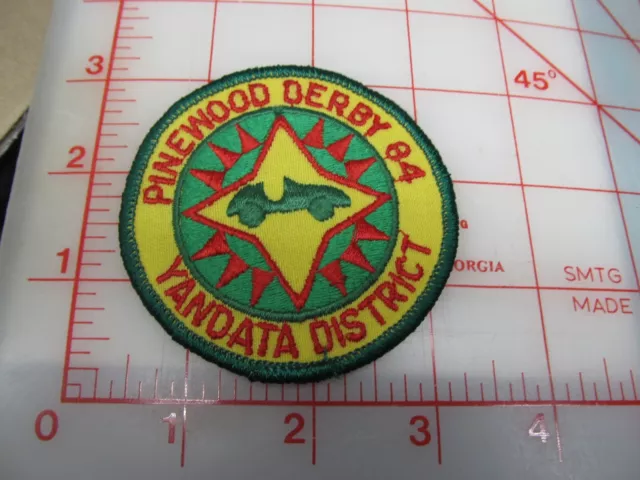 PINEWOOD DERBY 84
YANDATA DISTRICT
3
2
1
0
1
2
3
4
45°
ORGIA
SMTG
MADE